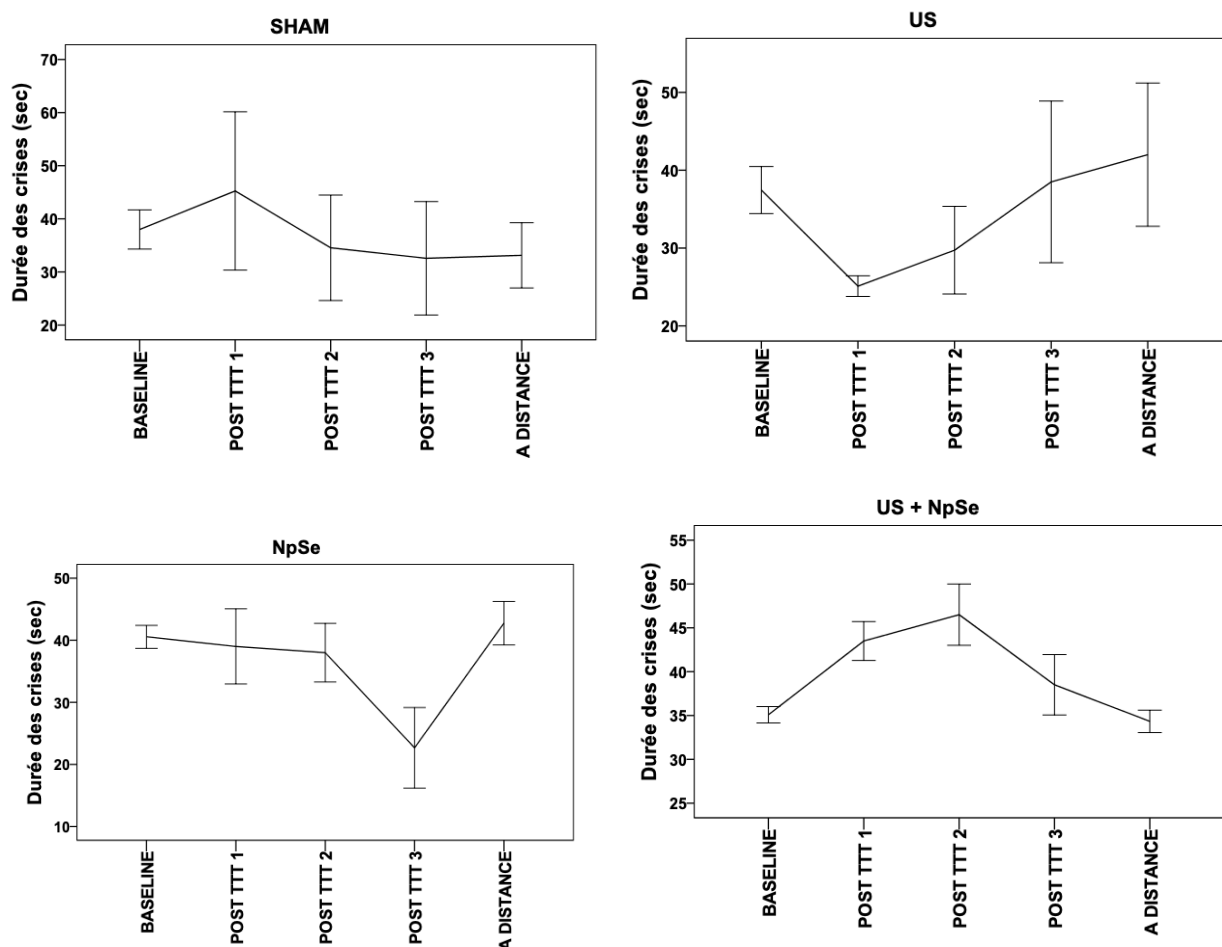 SHAM
Durée des crises (sec)
70
60
50
40
30
20
BASELINE
POST TTT 1
POST TTT 2
POST TTT 3
A DISTANCE
US
Durée des crises (sec)
50
40
30
20
BASELINE
POST TTT 1
POST TTT 2
POST TTT 3
A DISTANCE
NpSe
Durée des crises (sec)
50
40
30
20
10
BASELINE
POST TTT 1
POST TTT 2
POST TTT 3
A DISTANCE
US + NpSe
Durée des crises (sec)
55
50
45
40
35
30
25
BASELINE
POST TTT 1
POST TTT 2
POST TTT 3
A DISTANCE